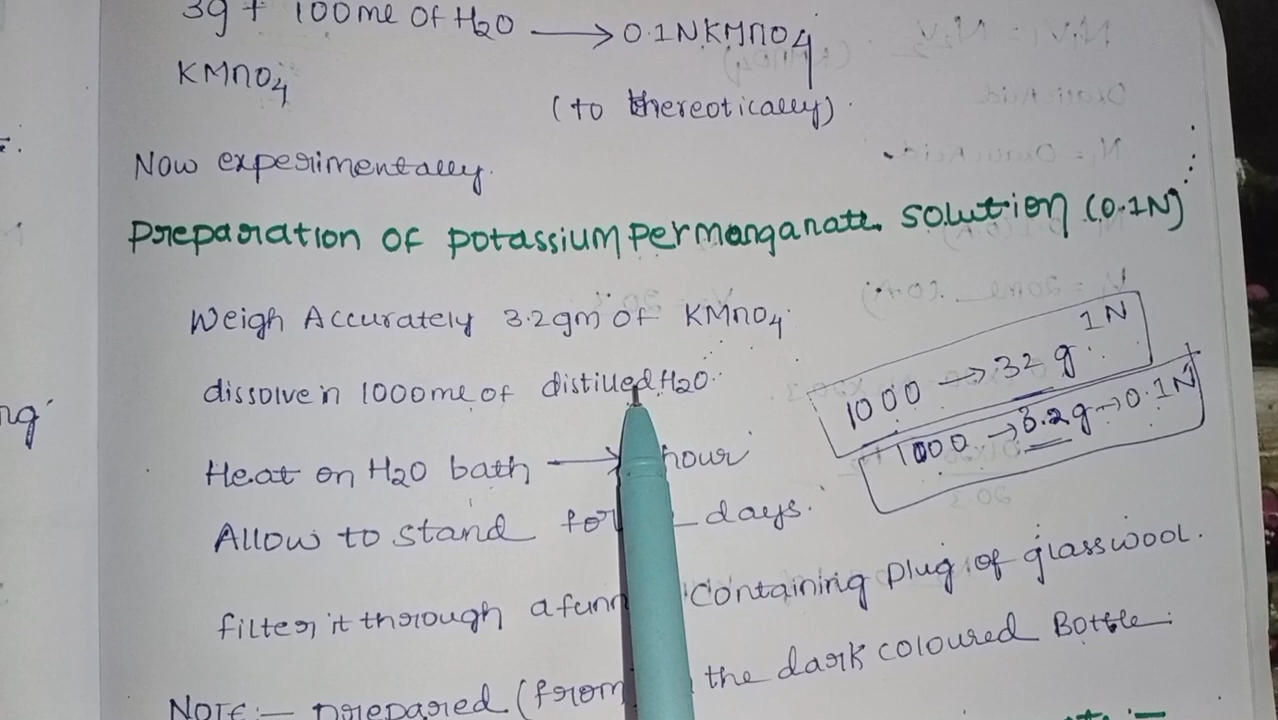 3g + 100ml of H2O → 0.1N KMnO4
KMnO4
(to thereotically).
Now experimentally.
Preparation of potassium permanganate solution (0.1N)
Weigh Accurately 3.2gm of KMnO4
dissolve n 1000ml of distilled H2O.
1000 → 32 g 1N
1000 → 3.2g → 0.1N
Heat on H2O bath → hour
Allow to stand for days.
filter it through a funn Containing plug of glasswool.
NOTE:- prepared (from the dark coloured Bottle.